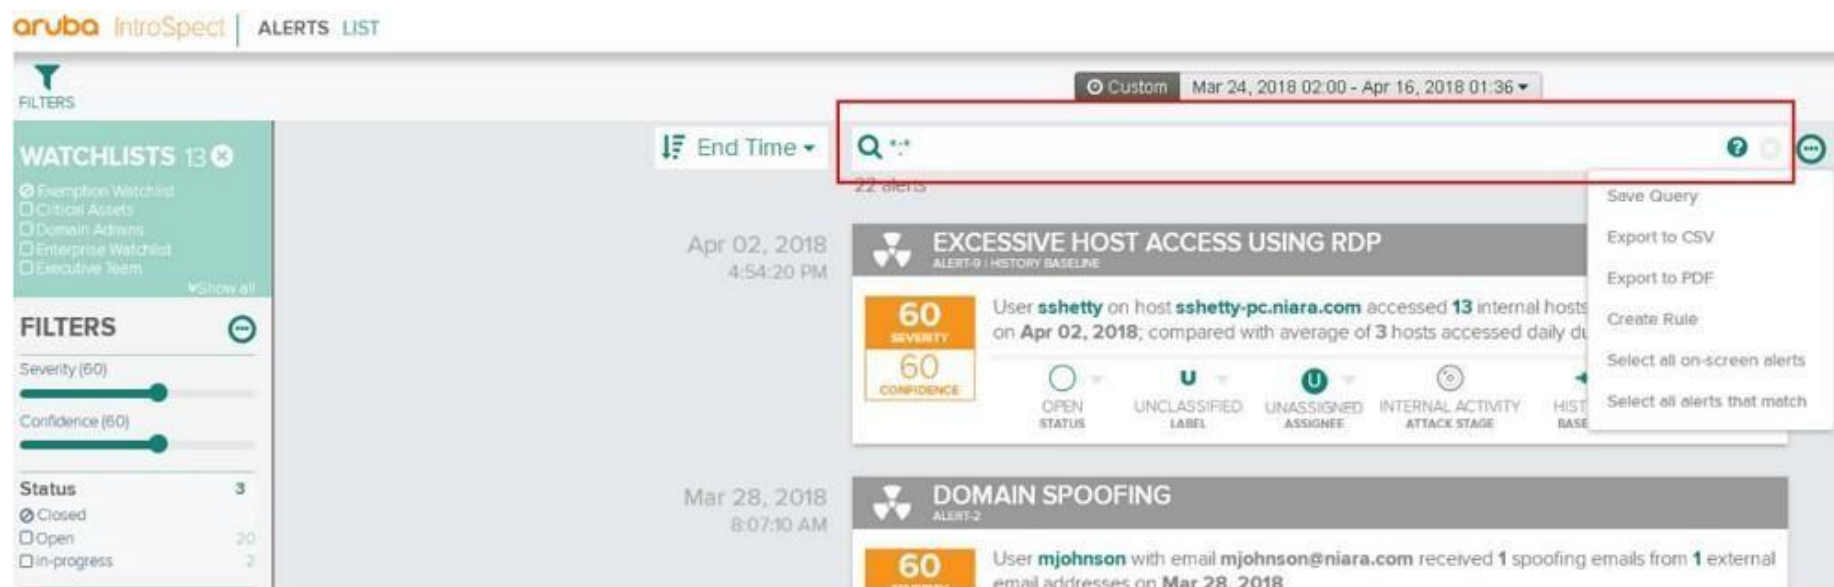 aruba IntroSpect | ALERTS LIST
FILTERS
Custom Mar 24, 2018 02:00 - Apr 16, 2018 01:36
WATCHLISTS 13
Exemption Watchlist
Critical Assets
Domain Admins
Enterprise Watchlist
Executive Team
Show all
FILTERS
Severity (60)
Confidence (60)
Status 3
Closed
Open 20
In-progress 2
End Time
*:*
22 alerts
Save Query
Export to CSV
Export to PDF
Create Rule
Select all on-screen alerts
Select all alerts that match
Apr 02, 2018
4:54:20 PM
EXCESSIVE HOST ACCESS USING RDP
ALERT-9 | HISTORY BASELINE
60
SEVERITY
60
CONFIDENCE
User sshetty on host sshetty-pc.niara.com accessed 13 internal hosts
on Apr 02, 2018; compared with average of 3 hosts accessed daily
OPEN
STATUS
UNCLASSIFIED
LABEL
UNASSIGNED
ASSIGNEE
INTERNAL ACTIVITY
ATTACK STAGE
Mar 28, 2018
8:07:10 AM
DOMAIN SPOOFING
ALERT-2
60
User mjohnson with email mjohnson@niara.com received 1 spoofing emails from 1 external
email addresses on Mar 28, 2018